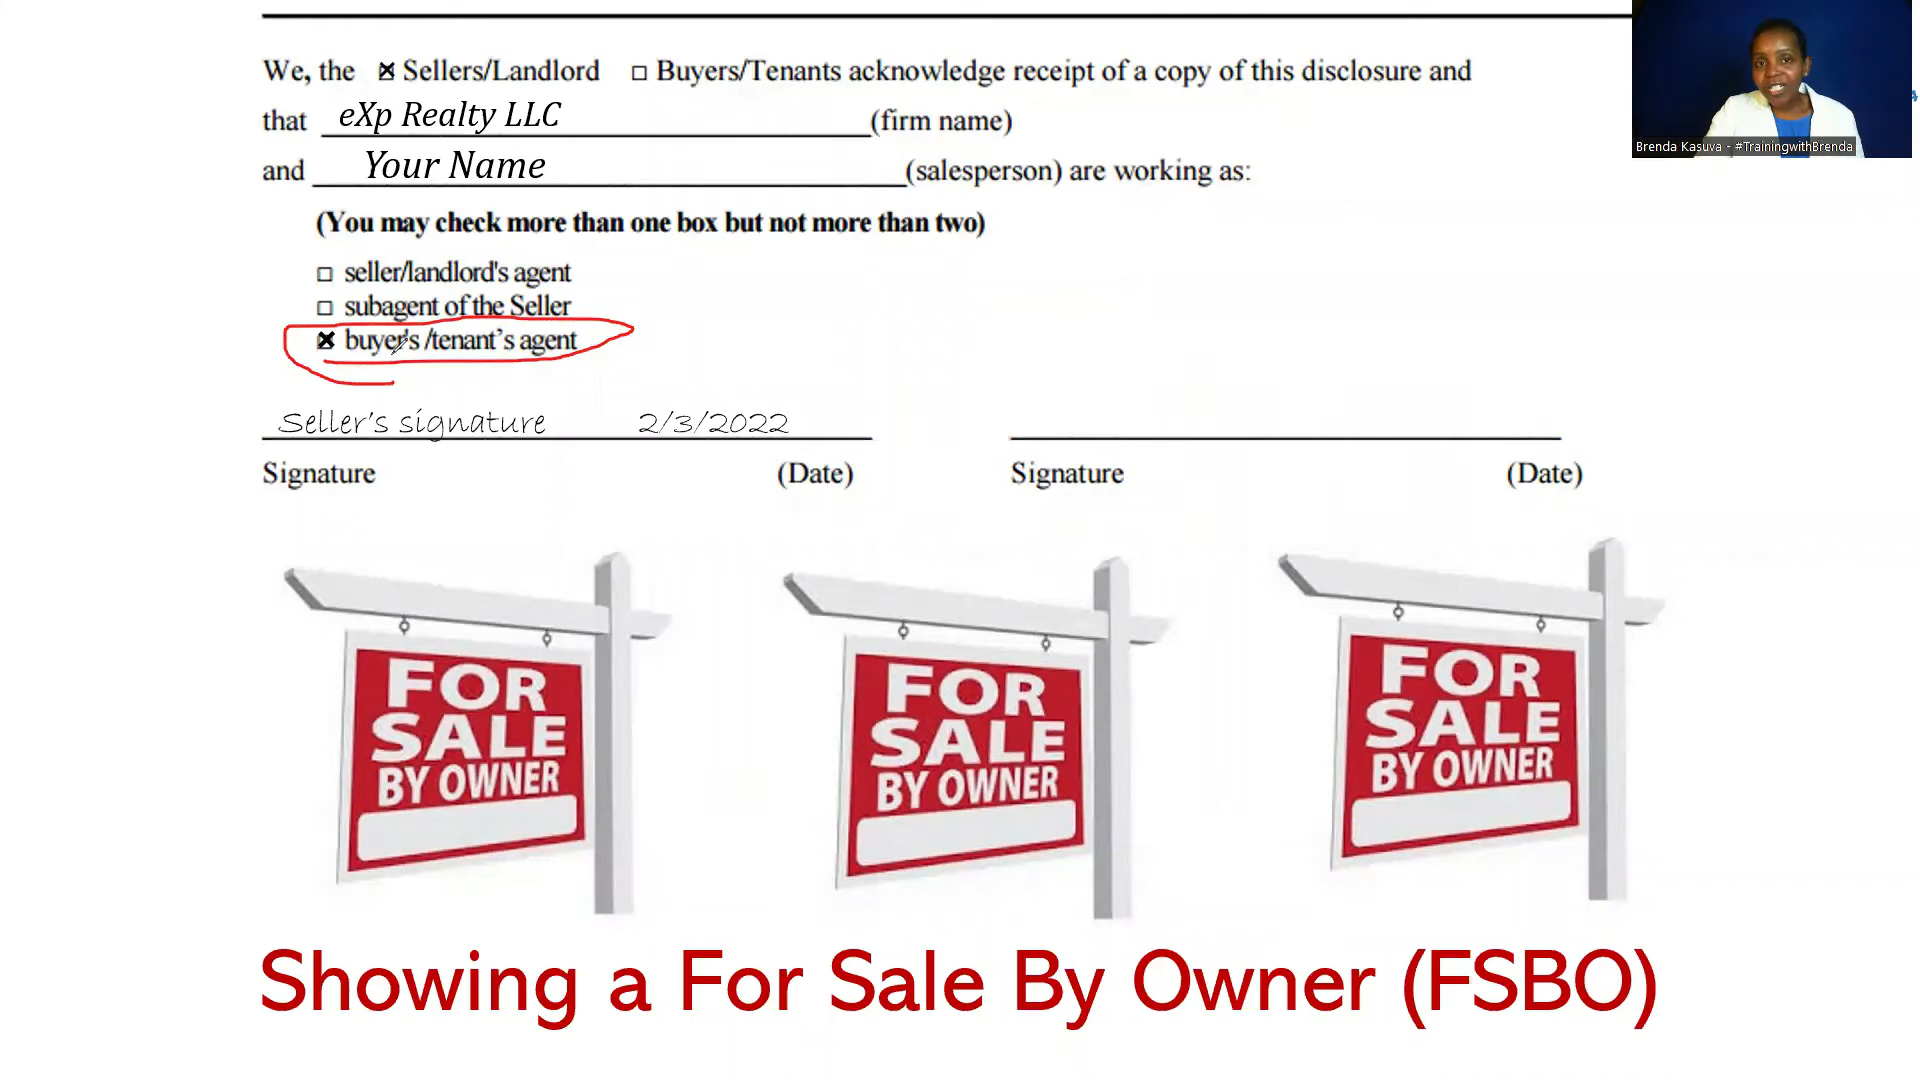 We, the ☒ Sellers/Landlord ☐ Buyers/Tenants acknowledge receipt of a copy of this disclosure and
that eXp Realty LLC (firm name)
and Your Name (salesperson) are working as:
(You may check more than one box but not more than two)
☐ seller/landlord's agent
☐ subagent of the Seller
☒ buyer's /tenant’s agent
Seller's signature 2/3/2022
Signature (Date) Signature (Date)
FOR
SALE
BY OWNER
FOR
SALE
BY OWNER
FOR
SALE
BY OWNER
Showing a For Sale By Owner (FSBO)
Brenda Kasuva - #TrainingwithBrenda